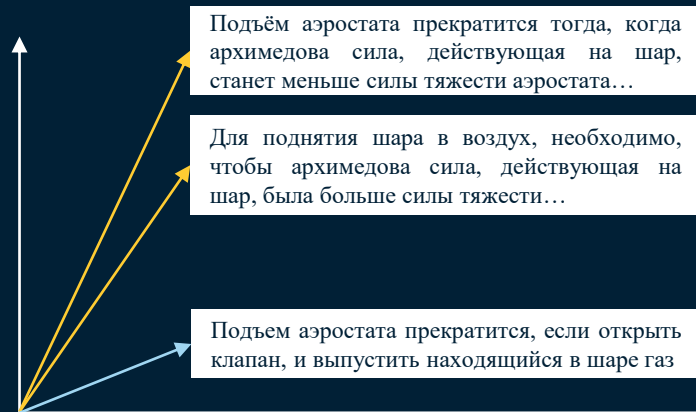 Подъём аэростата прекратится тогда, когда
архимедова сила, действующая на шар,
станет меньше силы тяжести аэростата…
Для поднятия шара в воздух, необходимо,
чтобы архимедова сила, действующая на
шар, была больше силы тяжести…
Подъем аэростата прекратится, если открыть
клапан, и выпустить находящийся в шаре газ